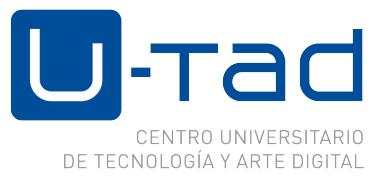 U-Tad
CENTRO UNIVERSITARIO
DE TECNOLOGÍA Y ARTE DIGITAL